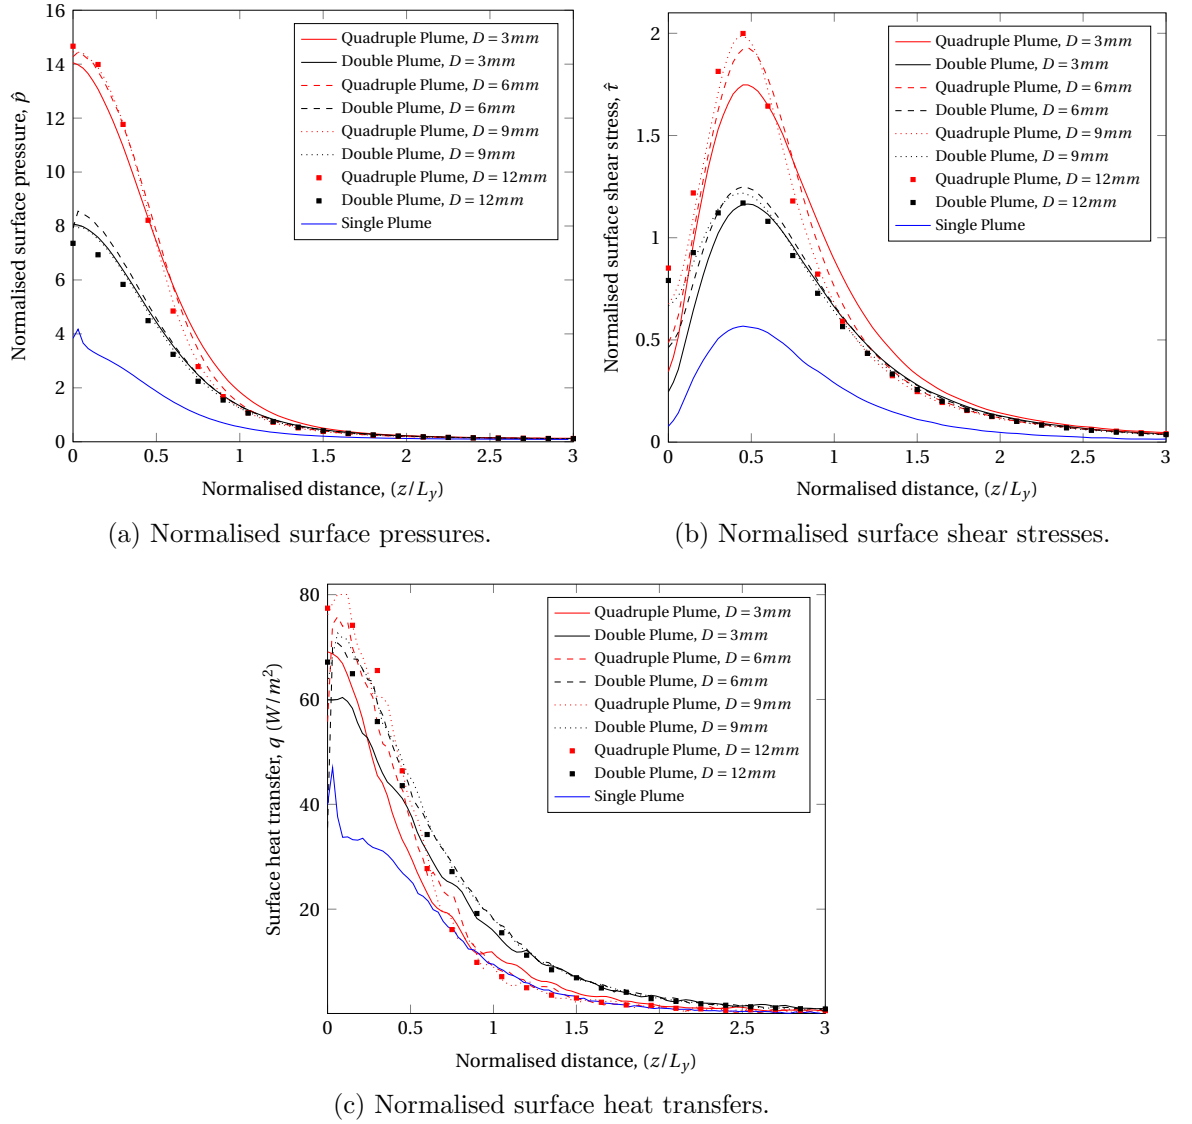 16
14
12
10
8
6
4
2
0
Normalised surface pressure, p̂
Quadruple Plume, D = 3mm
Double Plume, D = 3mm
Quadruple Plume, D = 6mm
Double Plume, D = 6mm
Quadruple Plume, D = 9mm
Double Plume, D = 9mm
Quadruple Plume, D = 12mm
Double Plume, D = 12mm
Single Plume
0 0.5 1 1.5 2 2.5 3
Normalised distance, (z/L_y)
(a) Normalised surface pressures.
2
1.5
1
0.5
0
Normalised surface shear stress, τ̂
Quadruple Plume, D = 3mm
Double Plume, D = 3mm
Quadruple Plume, D = 6mm
Double Plume, D = 6mm
Quadruple Plume, D = 9mm
Double Plume, D = 9mm
Quadruple Plume, D = 12mm
Double Plume, D = 12mm
Single Plume
0 0.5 1 1.5 2 2.5 3
Normalised distance, (z/L_y)
(b) Normalised surface shear stresses.
80
60
40
20
Surface heat transfer, q (W/m²)
Quadruple Plume, D = 3mm
Double Plume, D = 3mm
Quadruple Plume, D = 6mm
Double Plume, D = 6mm
Quadruple Plume, D = 9mm
Double Plume, D = 9mm
Quadruple Plume, D = 12mm
Double Plume, D = 12mm
Single Plume
0 0.5 1 1.5 2 2.5 3
Normalised distance, (z/L_y)
(c) Normalised surface heat transfers.